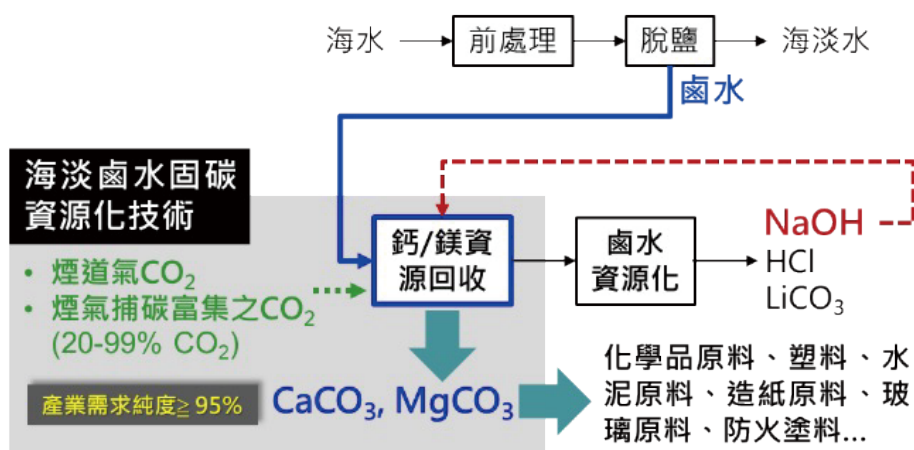 海水
前處理
脫鹽
海淡水
鹵水
海淡鹵水固碳
資源化技術
• 煙道氣CO₂
• 煙氣捕碳富集之CO₂
(20-99% CO₂)
鈣/鎂資
源回收
鹵水
資源化
NaOH
HCl
LiCO₃
產業需求純度≧95%
CaCO₃, MgCO₃
化學品原料、塑料、水
泥原料、造紙原料、玻
璃原料、防火塗料...